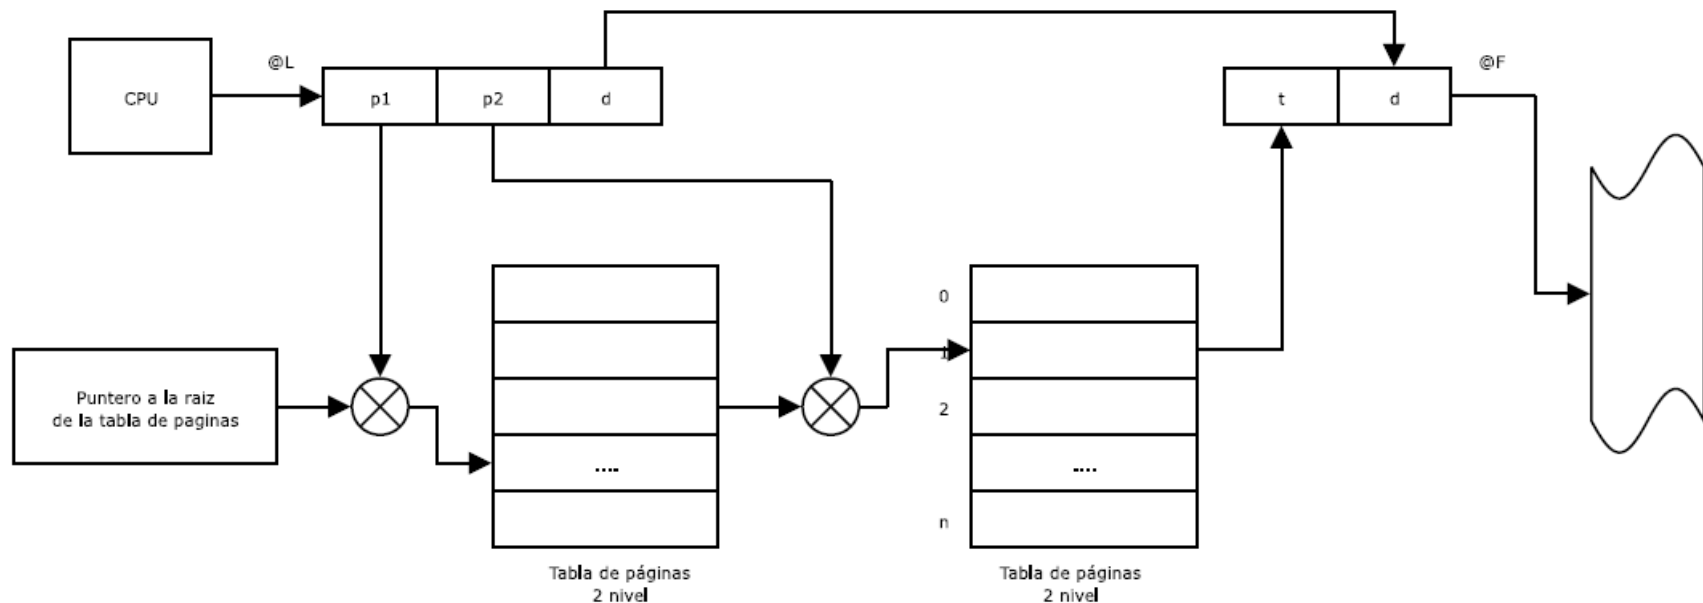 @L
@F
CPU
p1
p2
d
t
d
0
1
2
n
Puntero a la raiz
de la tabla de paginas
....
....
Tabla de páginas
2 nivel
Tabla de páginas
2 nivel